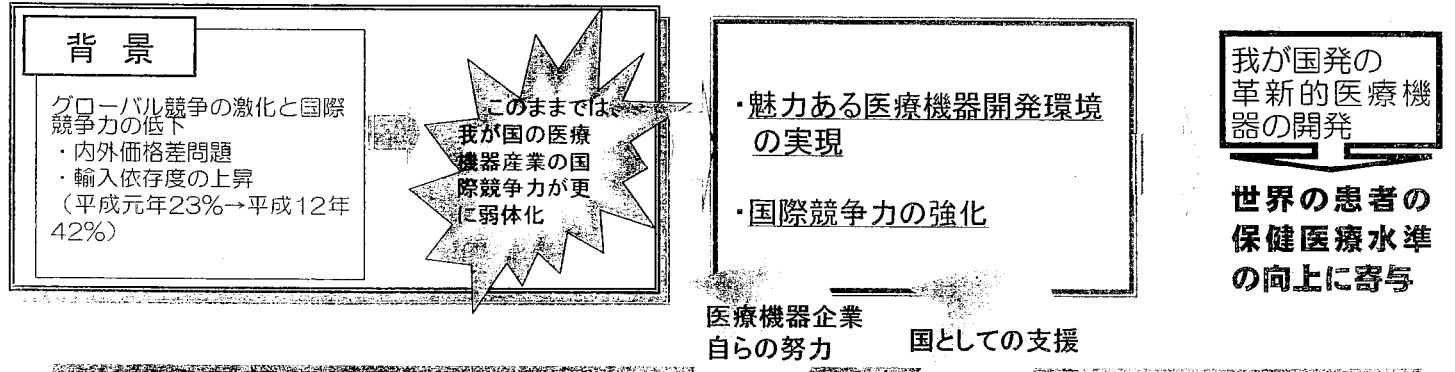 背景
グローバル競争の激化と国際
競争力の低下
・内外価格差問題
・輸入依存度の上昇
（平成元年23%→平成12年
42%）
このままでは、
我が国の医療
機器産業の国
際競争力が更
に弱体化
・魅力ある医療機器開発環境
の実現
・国際競争力の強化
医療機器企業
自らの努力
国としての支援
我が国発の
革新的医療機
器の開発
世界の患者の
保健医療水準
の向上に寄与